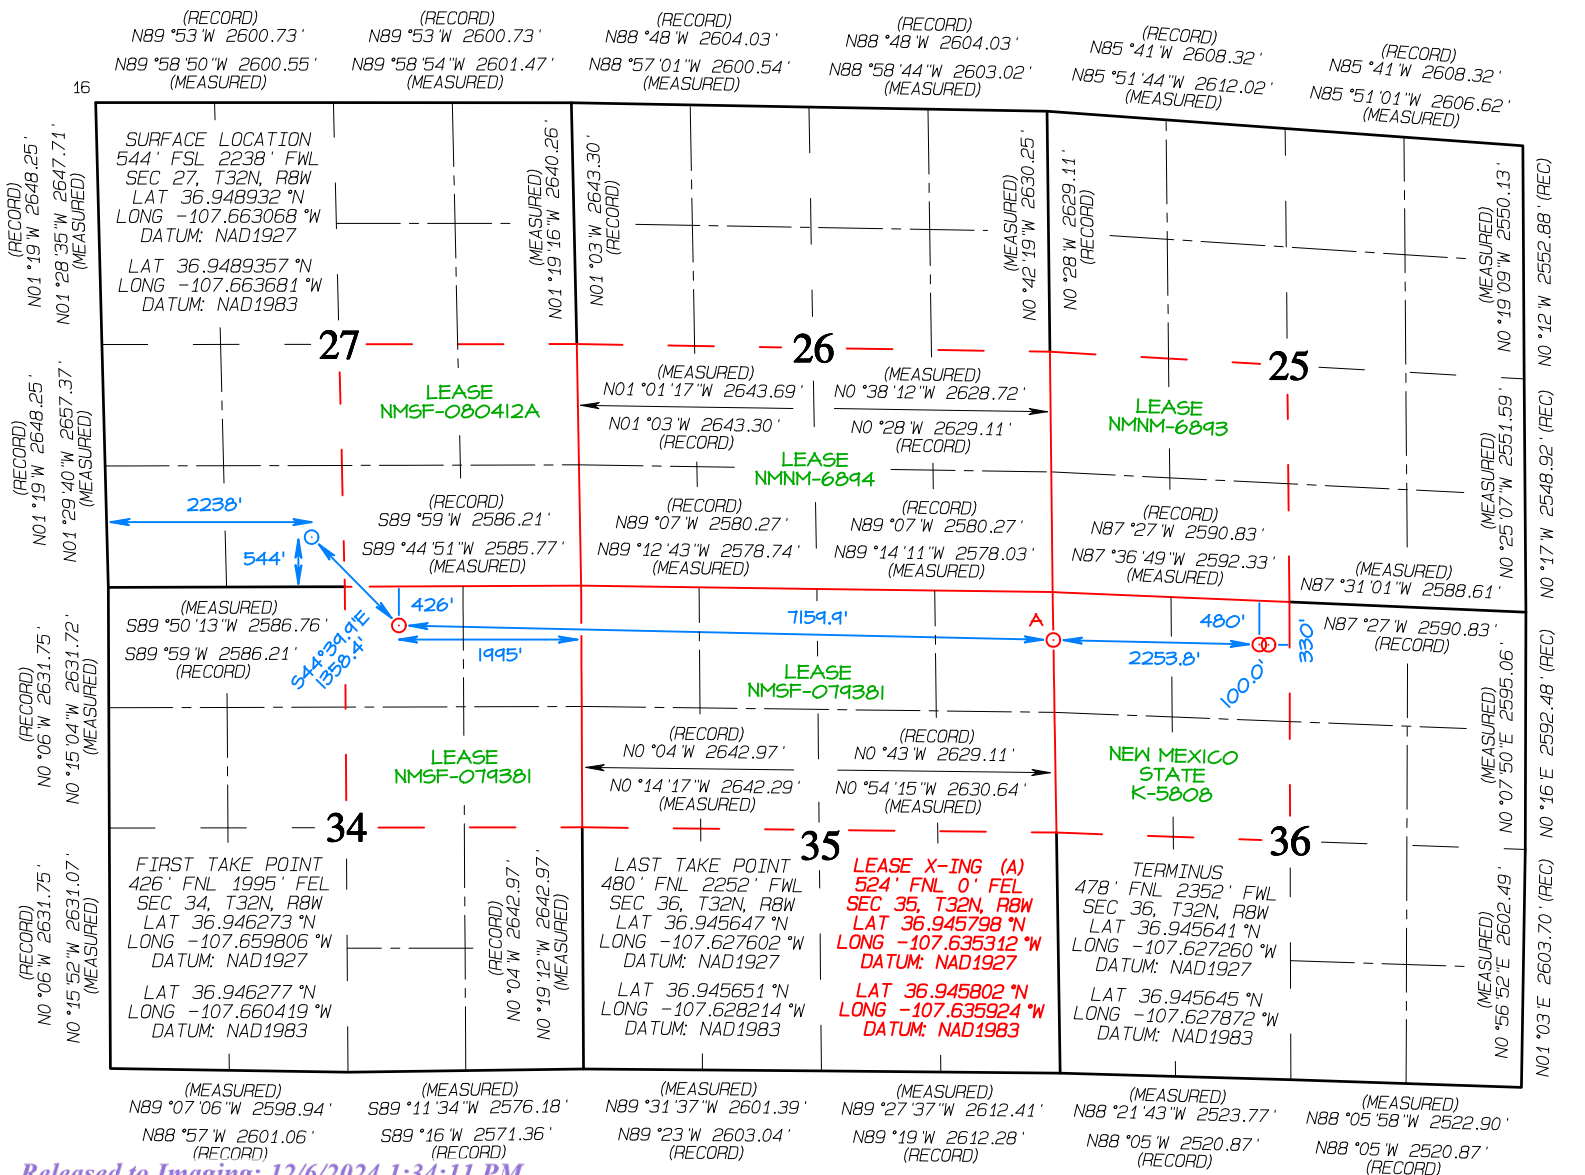 (RECORD)
N89°53'W 2600.73'
N89°58'50"W 2600.55'
(MEASURED)
(RECORD)
N89°53'W 2600.73'
N89°58'54"W 2601.47'
(MEASURED)
(RECORD)
N88°48'W 2604.03'
N88°57'01"W 2600.54'
(MEASURED)
(RECORD)
N88°48'W 2604.03'
N88°58'44"W 2603.02'
(MEASURED)
(RECORD)
N85°41'W 2608.32'
N85°51'44"W 2612.02'
(MEASURED)
(RECORD)
N85°41'W 2608.32'
N85°51'01"W 2606.62'
(MEASURED)
16
(RECORD)
N01°19'W 2648.25'
N01°28'35"W 2647.71'
(MEASURED)
SURFACE LOCATION
544' FSL 2238' FWL
SEC 27, T32N, R8W
LAT 36.948932°N
LONG -107.663068°W
DATUM: NAD1927
LAT 36.9489357°N
LONG -107.663681°W
DATUM: NAD1983
(MEASURED)
N01°19'16"W 2640.26'
N01°03'W 2643.30'
(RECORD)
(MEASURED)
N0°42'19"W 2630.25'
N0°28'W 2629.11'
(RECORD)
(MEASURED)
N0°19'09"W 2550.13'
N0°12'W 2552.88' (REC)
27
26
25
(RECORD)
N01°19'W 2648.25'
N01°29'40"W 2657.37'
(MEASURED)
LEASE
NMSF-080412A
(MEASURED)
N01°01'17"W 2643.69'
N01°03'W 2643.30'
(RECORD)
(MEASURED)
N0°38'12"W 2628.72'
N0°28'W 2629.11'
(RECORD)
LEASE
NMNM-6893
LEASE
NMNM-6894
(MEASURED)
N0°25'07"W 2551.59'
N0°17'W 2548.92' (REC)
2238'
544'
(RECORD)
S89°59'W 2586.21'
S89°44'51"W 2585.77'
(MEASURED)
(RECORD)
N89°07'W 2580.27'
N89°12'43"W 2578.74'
(MEASURED)
(RECORD)
N89°07'W 2580.27'
N89°14'11"W 2578.03'
(MEASURED)
(RECORD)
N87°27'W 2590.83'
N87°36'49"W 2592.33'
(MEASURED)
(MEASURED)
N87°31'01"W 2588.61'
N87°27'W 2590.83'
(RECORD)
(MEASURED)
S89°50'13"W 2586.76'
S89°59'W 2586.21'
(RECORD)
S44°39.9'E
1358.4'
426'
1995'
7159.9'
A
2253.8'
480'
100.0'
330'
(RECORD)
N0°06'W 2631.75'
N0°15'04"W 2631.72'
(MEASURED)
LEASE
NMSF-079381
LEASE
NMSF-079381
(RECORD)
N0°04'W 2642.97'
N0°14'17"W 2642.29'
(MEASURED)
(RECORD)
N0°43'W 2629.11'
N0°54'15"W 2630.64'
(MEASURED)
NEW MEXICO
STATE
K-5808
(MEASURED)
N0°07'50"E 2595.06'
N0°16'E 2592.48' (REC)
34
35
36
(RECORD)
N0°06'W 2631.75'
N0°15'52"W 2631.07'
(MEASURED)
FIRST TAKE POINT
426' FNL 1995' FEL
SEC 34, T32N, R8W
LAT 36.946273°N
LONG -107.659806°W
DATUM: NAD1927
LAT 36.946277°N
LONG -107.660419°W
DATUM: NAD1983
(RECORD)
N0°04'W 2642.97'
N0°19'12"W 2642.97'
(MEASURED)
LAST TAKE POINT
480' FNL 2252' FWL
SEC 36, T32N, R8W
LAT 36.945647°N
LONG -107.627602°W
DATUM: NAD1927
LAT 36.945651°N
LONG -107.628214°W
DATUM: NAD1983
LEASE X-ING (A)
524' FNL 0' FEL
SEC 35, T32N, R8W
LAT 36.945798°N
LONG -107.635312°W
DATUM: NAD1927
LAT 36.945802°N
LONG -107.635924°W
DATUM: NAD1983
TERMINUS
478' FNL 2352' FWL
SEC 36, T32N, R8W
LAT 36.945641°N
LONG -107.627260°W
DATUM: NAD1927
LAT 36.945645°N
LONG -107.627872°W
DATUM: NAD1983
(MEASURED)
N0°56'52"E 2602.49'
N01°03'E 2603.70' (REC)
(MEASURED)
N89°07'06"W 2598.94'
N88°57'W 2601.06'
(RECORD)
(MEASURED)
S89°11'34"W 2576.18'
S89°16'W 2571.36'
(RECORD)
(MEASURED)
N89°31'37"W 2601.39'
N89°23'W 2603.04'
(RECORD)
(MEASURED)
N89°27'37"W 2612.41'
N89°19'W 2612.28'
(RECORD)
(MEASURED)
N88°21'43"W 2523.77'
N88°05'W 2520.87'
(RECORD)
(MEASURED)
N88°05'58"W 2522.90'
N88°05'W 2520.87'
(RECORD)
Released to Imaging: 12/6/2024 1:34:11 PM